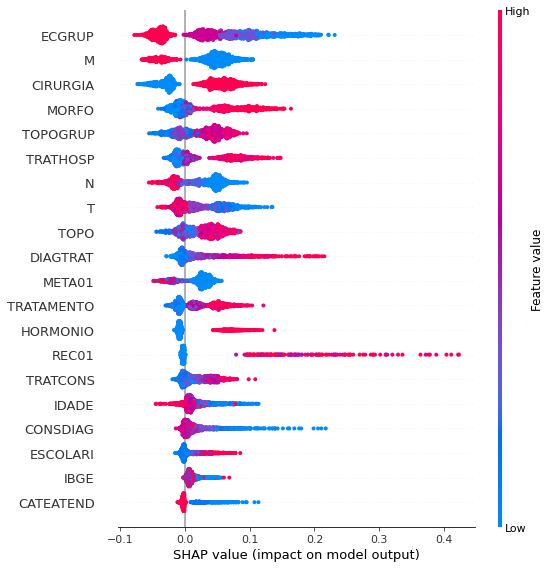 High
ECGRUP
M
CIRURGIA
MORFO
TOPOGRUP
TRATHOSP
N
T
TOPO
DIAGTRAT
META01
TRATAMENTO
HORMONIO
REC01
TRATCONS
IDADE
CONSDIAG
ESCOLARI
IBGE
CATEATEND
Feature value
Low
−0.1 0.0 0.1 0.2 0.3 0.4
SHAP value (impact on model output)